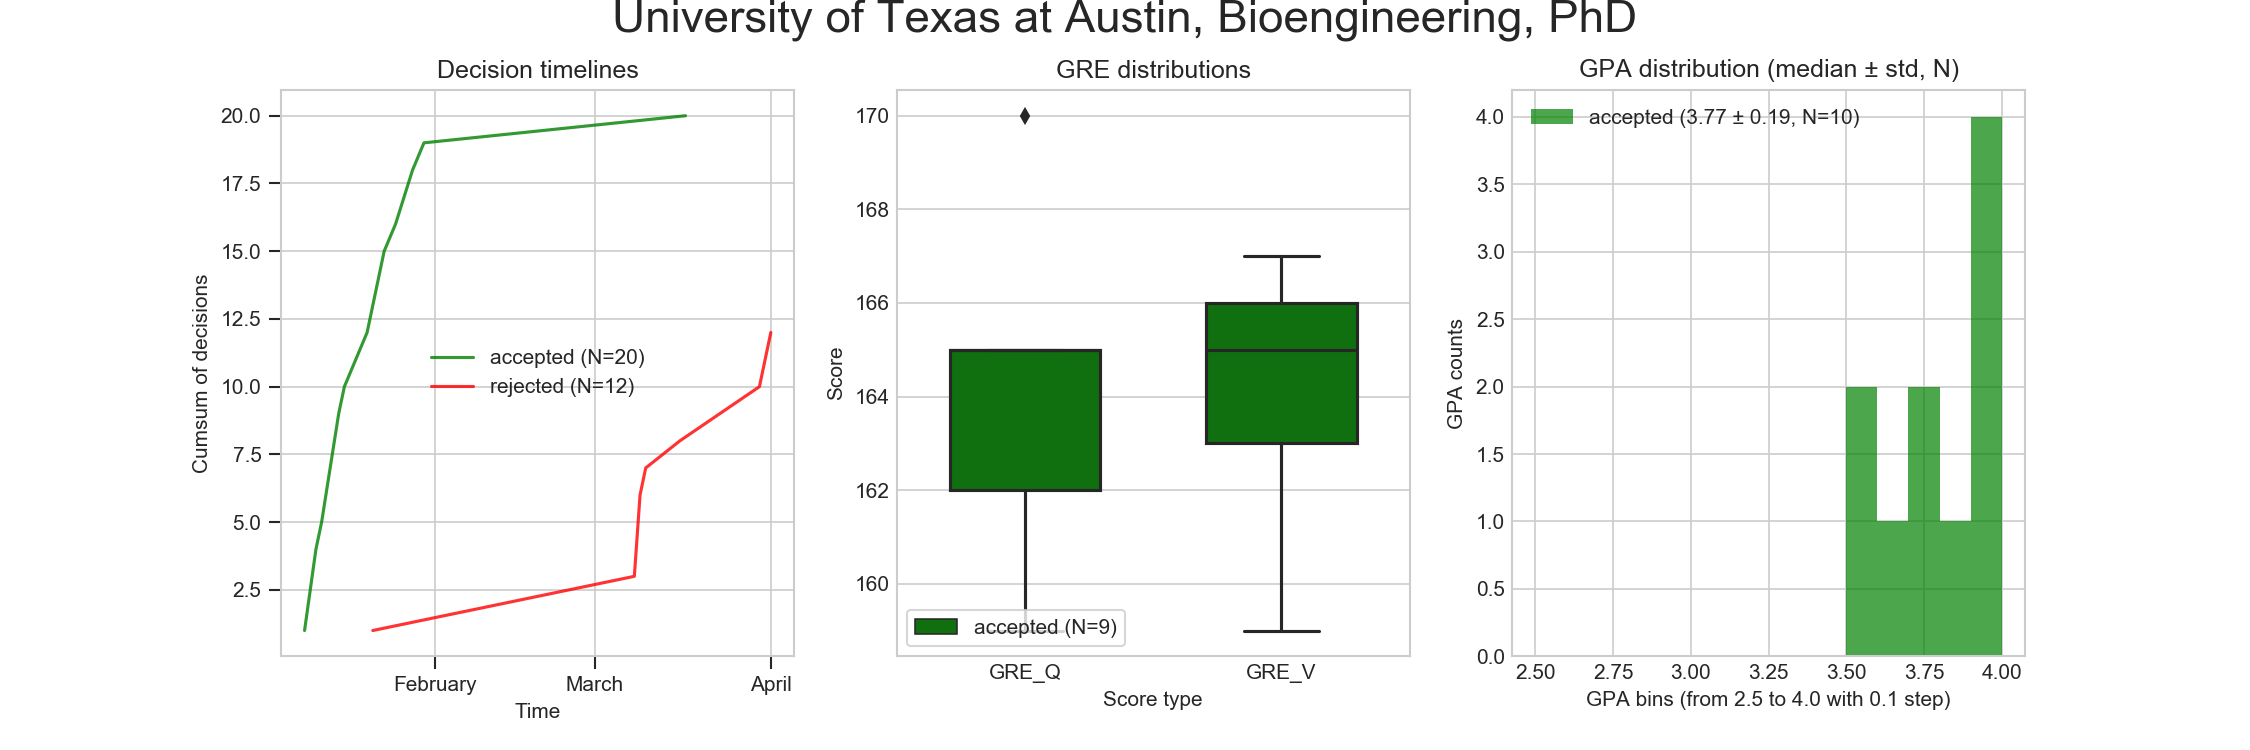 University of Texas at Austin, Bioengineering, PhD
Decision timelines
Cumsum of decisions
20.0
17.5
15.0
12.5
10.0
7.5
5.0
2.5
accepted (N=20)
rejected (N=12)
February
March
April
Time
GRE distributions
Score
170
168
166
164
162
160
accepted (N=9)
GRE_Q
GRE_V
Score type
GPA distribution (median ± std, N)
GPA counts
4.0
3.5
3.0
2.5
2.0
1.5
1.0
0.5
0.0
accepted (3.77 ± 0.19, N=10)
2.50
2.75
3.00
3.25
3.50
3.75
4.00
GPA bins (from 2.5 to 4.0 with 0.1 step)